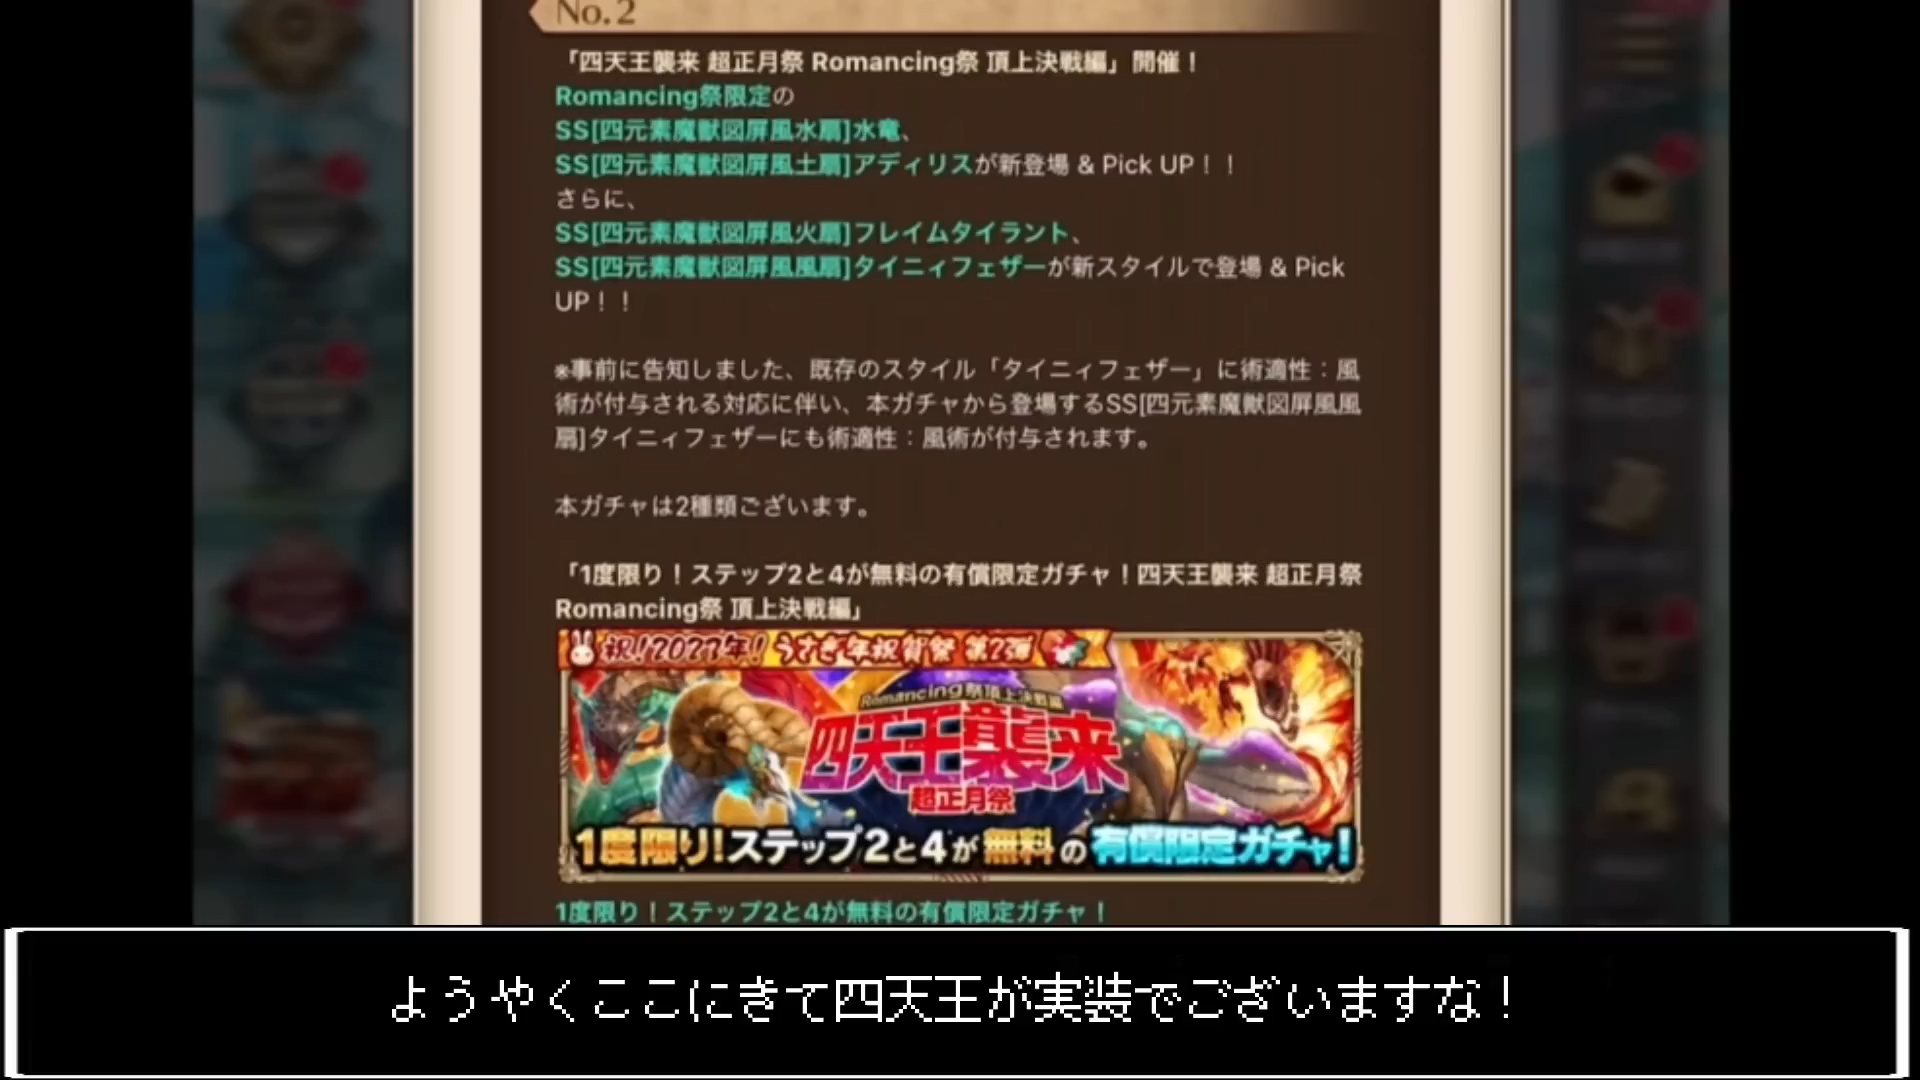 No.2
「四天王襲来 超正月祭 Romancing祭 頂上決戦編」開催！
Romancing祭限定の
SS[四元素魔獣図屏風水扇]水竜、
SS[四元素魔獣図屏風土扇]アディリスが新登場 & Pick UP！！
さらに、
SS[四元素魔獣図屏風火扇]フレイムタイラント、
SS[四元素魔獣図屏風風扇]タイニィフェザーが新スタイルで登場 & Pick
UP！！
※事前に告知しました、既存のスタイル「タイニィフェザー」に術適性：風
術が付与される対応に伴い、本ガチャから登場するSS[四元素魔獣図屏風風
扇]タイニィフェザーにも術適性：風術が付与されます。
本ガチャは2種類ございます。
「1度限り！ステップ2と4が無料の有償限定ガチャ！四天王襲来 超正月祭
Romancing祭 頂上決戦編」
祝!2023年! うさぎ年祝賀祭 第2弾
Romancing祭頂上決戦編
四天王襲来
超正月祭
1度限り!ステップ2と4が無料の有償限定ガチャ!
1度限り！ステップ2と4が無料の有償限定ガチャ！
ようやくここにきて四天王が実装でございますな！